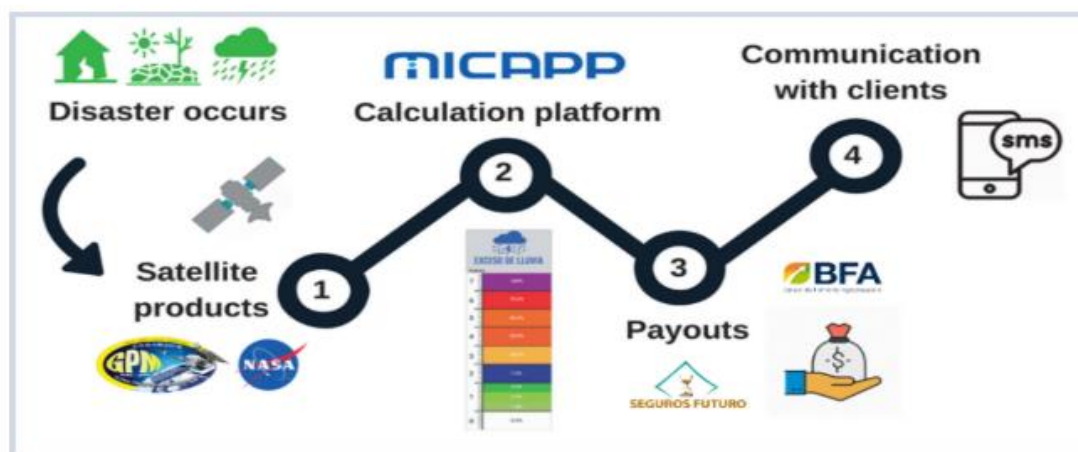 Disaster occurs
Satellite
products
GPM
NASA
1
MICAPP
Calculation platform
2
EXCESO DE LLUVIA
3
Payouts
SEGUROS FUTURO
BFA
Communication
with clients
4
sms
$